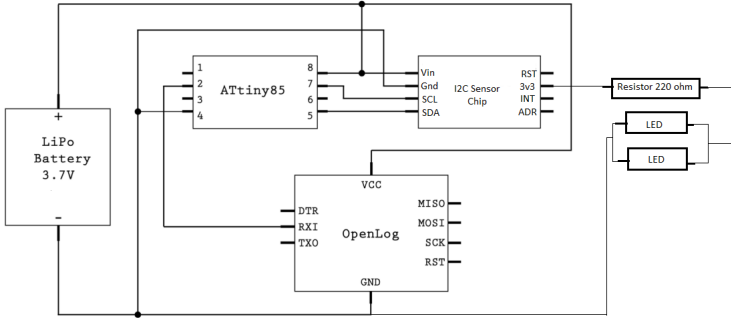 +
LiPo
Battery
3.7V
-
1
2
3
4
ATtiny85
8
7
6
5
Vin
Gnd
SCL
SDA
I2C Sensor
Chip
RST
3v3
INT
ADR
Resistor 220 ohm
LED
LED
VCC
DTR
RXI
TXO
OpenLog
MISO
MOSI
SCK
RST
GND